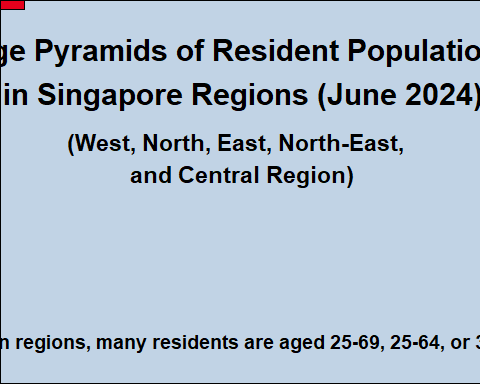 ge Pyramids of Resident Populatio
in Singapore Regions (June 2024)
(West, North, East, North-East,
and Central Region)
n regions, many residents are aged 25-69, 25-64, or 3